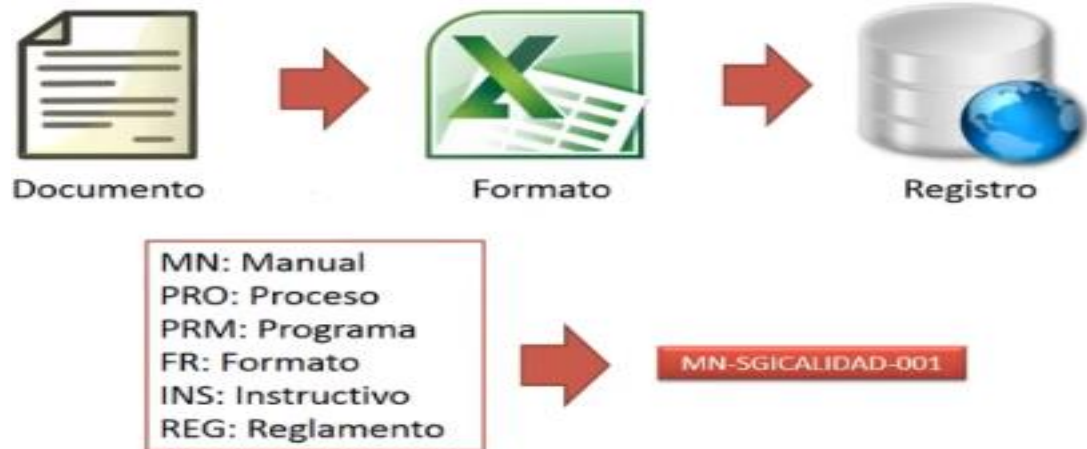 Documento
Formato
Registro
MN: Manual
PRO: Proceso
PRM: Programa
FR: Formato
INS: Instructivo
REG: Reglamento
MN-SGICALIDAD-001